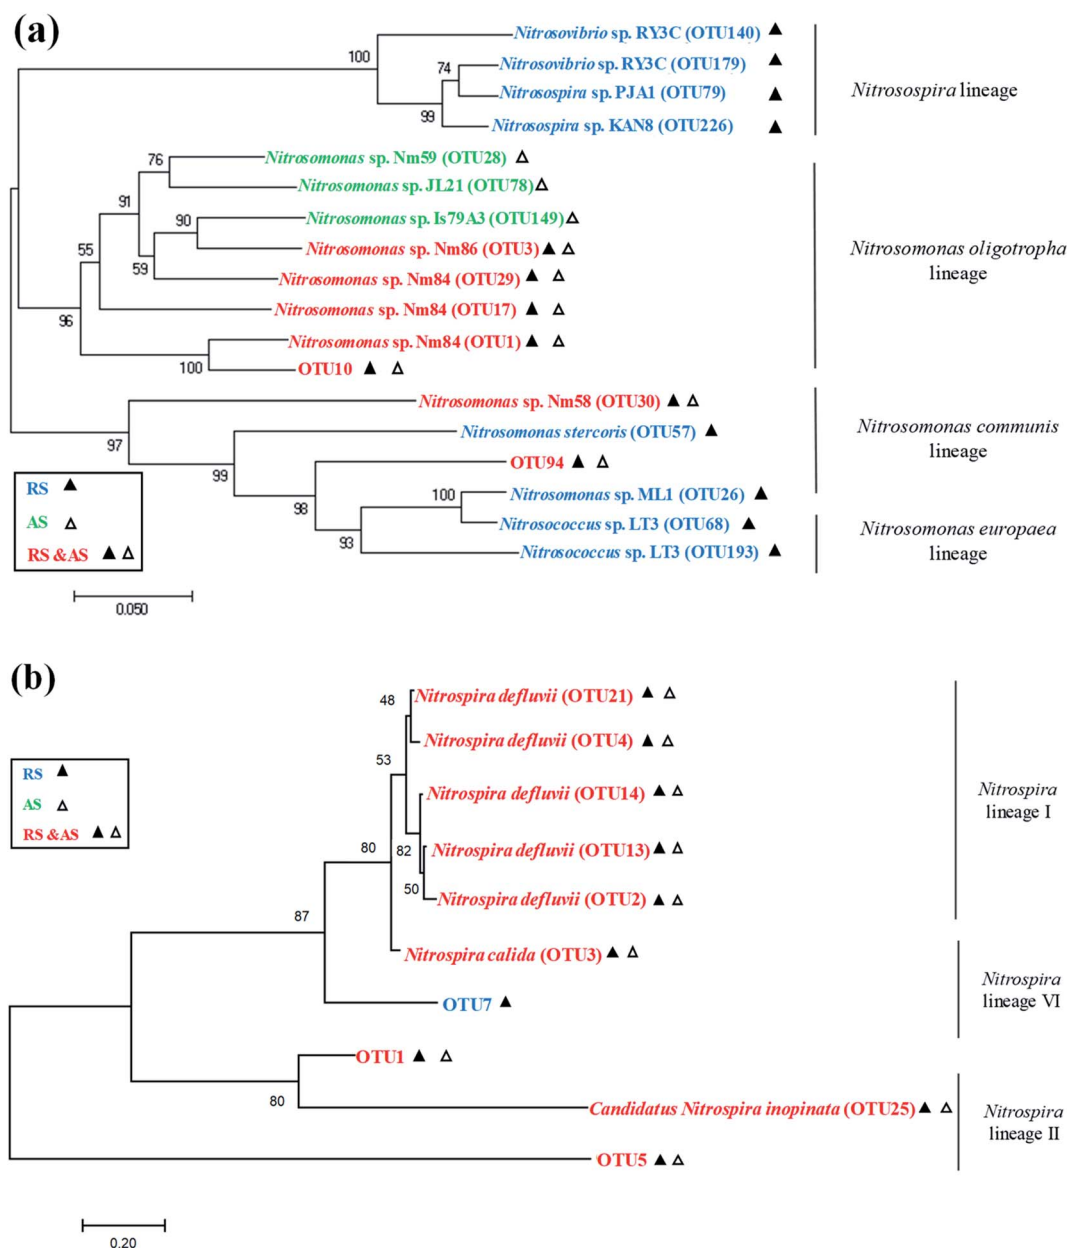 (a)
Nitrosovibrio sp. RY3C (OTU140)
100
74
Nitrosovibrio sp. RY3C (OTU179)
Nitrosospira sp. PJA1 (OTU79)
Nitrosospira lineage
99
Nitrosospira sp. KAN8 (OTU226)
76
Nitrosomonas sp. Nm59 (OTU28)
Nitrosomonas sp. JL21 (OTU78)
91
90
Nitrosomonas sp. Is79A3 (OTU149)
55
Nitrosomonas sp. Nm86 (OTU3)
Nitrosomonas oligotropha
lineage
59
Nitrosomonas sp. Nm84 (OTU29)
Nitrosomonas sp. Nm84 (OTU17)
96
Nitrosomonas sp. Nm84 (OTU1)
100
OTU10
Nitrosomonas sp. Nm58 (OTU30)
97
Nitrosomonas stercoris (OTU57)
Nitrosomonas communis
lineage
99
OTU94
RS
AS
RS &AS
100
Nitrosomonas sp. ML1 (OTU26)
98
Nitrosococcus sp. LT3 (OTU68)
93
Nitrosococcus sp. LT3 (OTU193)
Nitrosomonas europaea
lineage
0.050
(b)
48
Nitrospira defluvii (OTU21)
Nitrospira defluvii (OTU4)
53
RS
AS
RS &AS
Nitrospira defluvii (OTU14)
Nitrospira
lineage I
80
82
Nitrospira defluvii (OTU13)
50
Nitrospira defluvii (OTU2)
87
Nitrospira calida (OTU3)
OTU7
Nitrospira
lineage VI
OTU1
80
Candidatus Nitrospira inopinata (OTU25)
Nitrospira
lineage II
OTU5
0.20